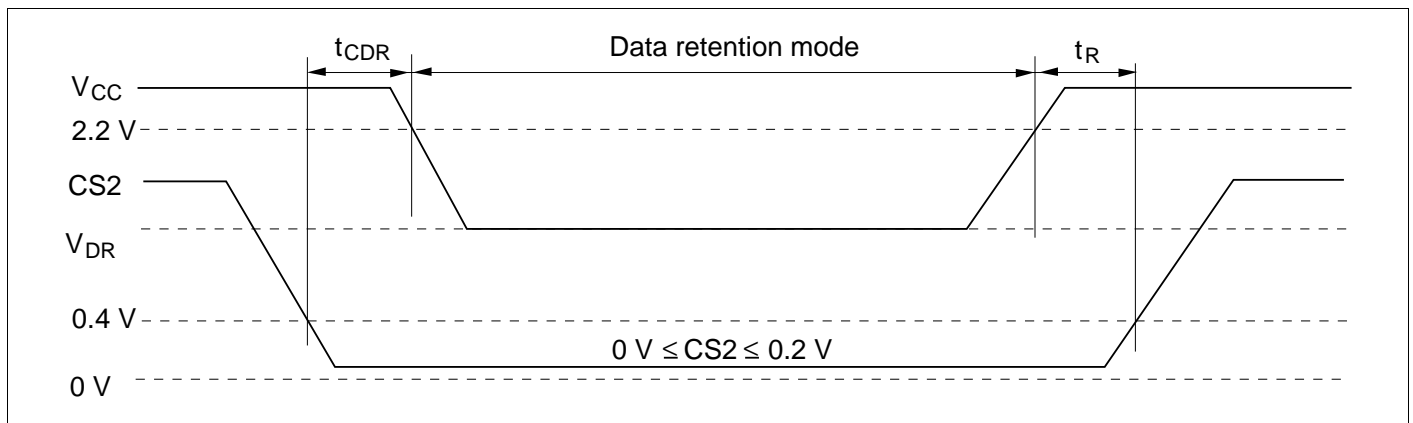 tCDR Data retention mode tR
VCC
2.2 V
CS2
VDR
0.4 V
0 V ≤ CS2 ≤ 0.2 V
0 V